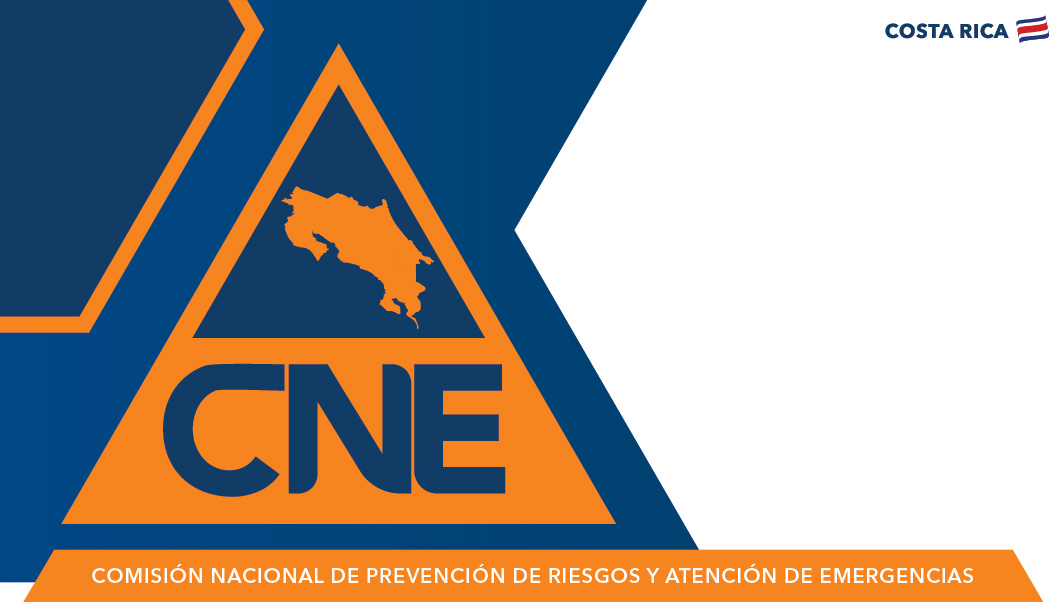 COSTA RICA
CNE
COMISIÓN NACIONAL DE PREVENCIÓN DE RIESGOS Y ATENCIÓN DE EMERGENCIAS